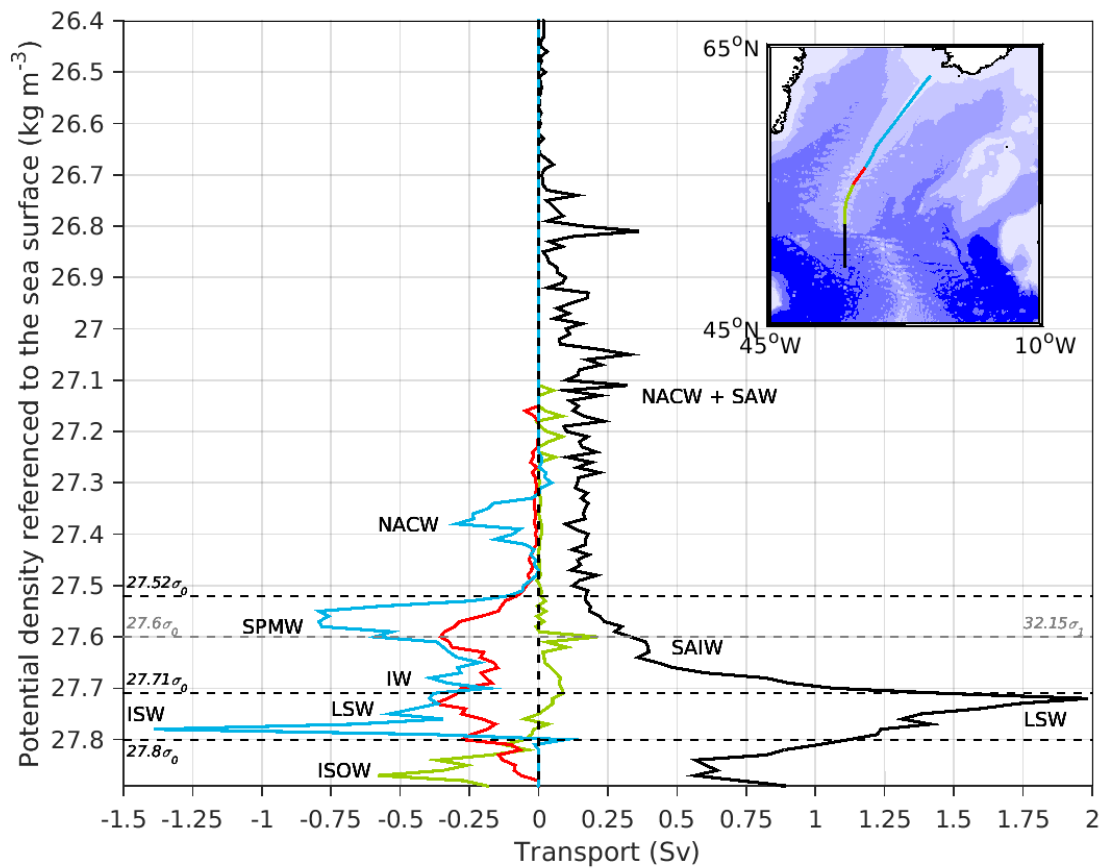 Potential density referenced to the sea surface (kg m⁻³)
26.4
26.5
26.6
26.7
26.8
26.9
27
27.1
27.2
27.3
27.4
27.5
27.6
27.7
27.8
65°N
45°N
45°W
10°W
NACW + SAW
NACW
27.52σ₀
SPMW
27.6σ₀
32.15σ₁
SAIW
IW
27.71σ₀
ISW
LSW
LSW
27.8σ₀
ISOW
-1.5
-1.25
-1
-0.75
-0.5
-0.25
0
0.25
0.5
0.75
1
1.25
1.5
1.75
2
Transport (Sv)